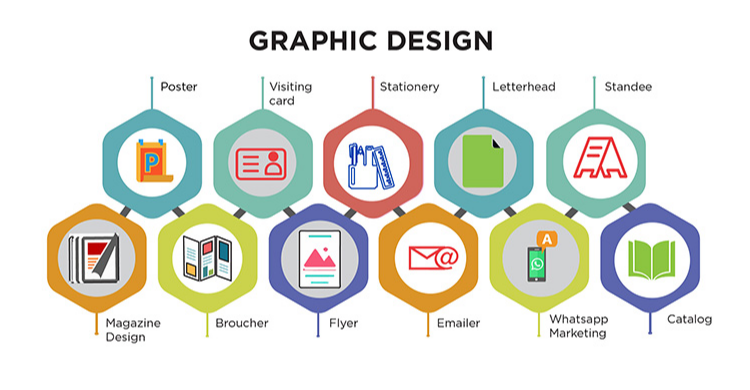 GRAPHIC DESIGN
Poster
Visiting
card
Stationery
Letterhead
Standee
P
A
Magazine
Design
Broucher
Flyer
Emailer
Whatsapp
Marketing
Catalog
@